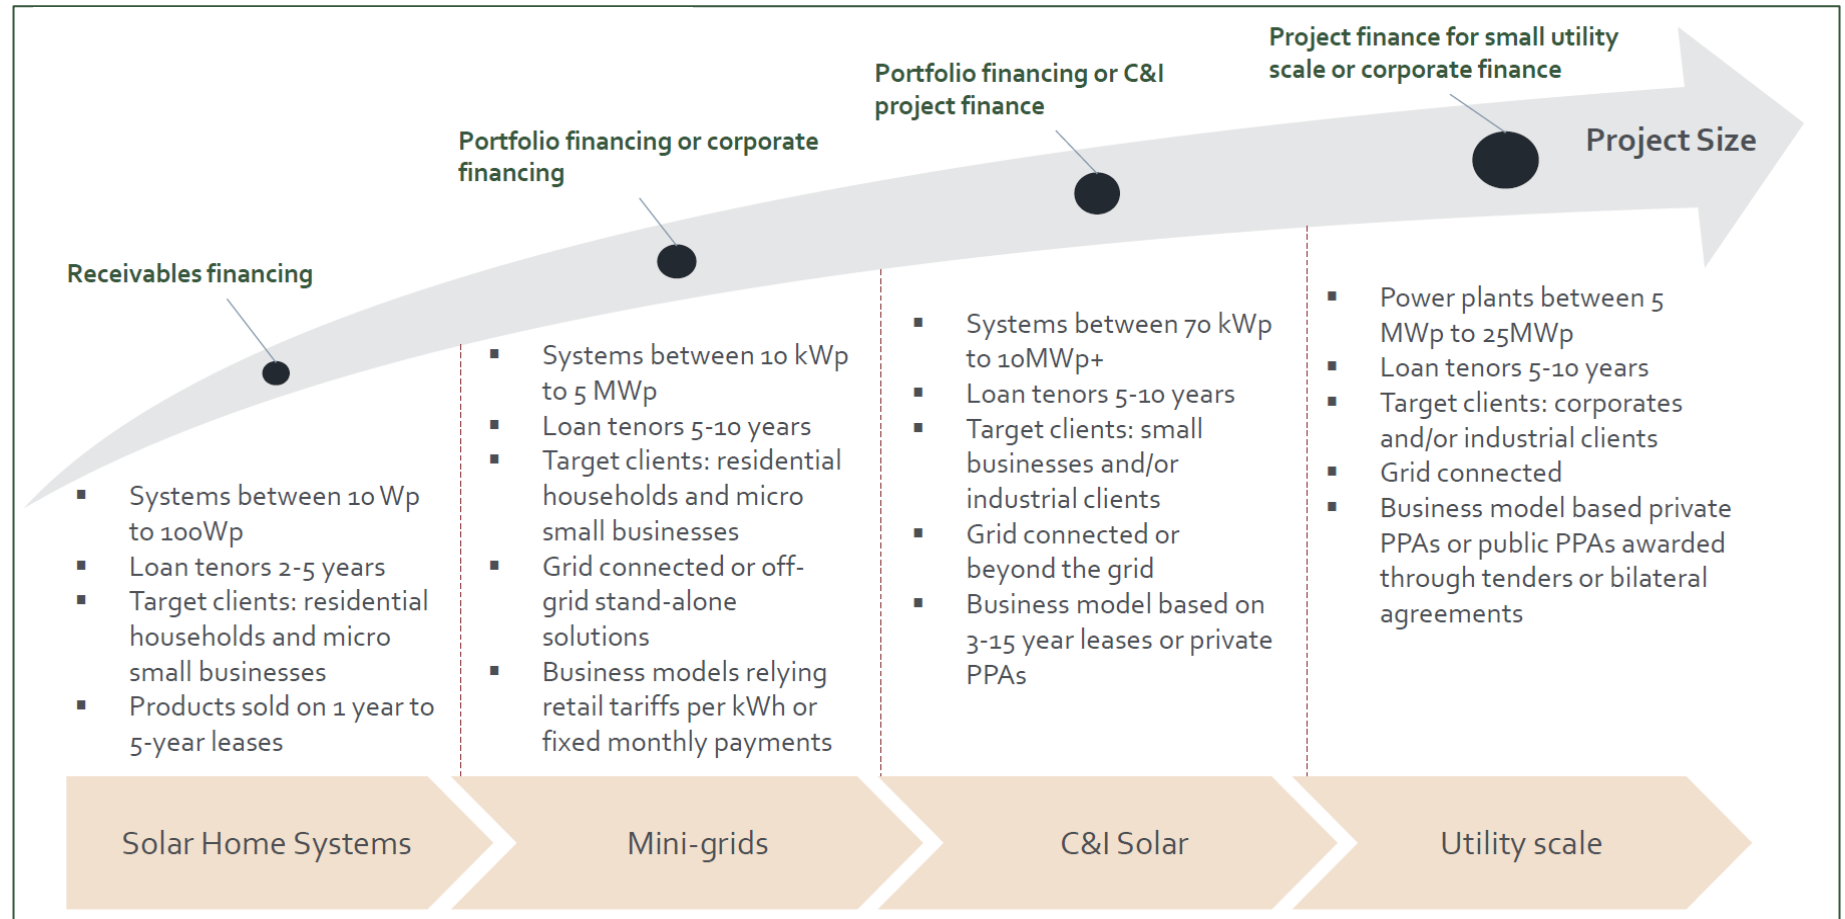 Receivables financing
Portfolio financing or corporate
financing
Portfolio financing or C&I
project finance
Project finance for small utility
scale or corporate finance
Project Size
▪ Systems between 10 Wp
to 100Wp
▪ Loan tenors 2-5 years
▪ Target clients: residential
households and micro
small businesses
▪ Products sold on 1 year to
5-year leases
▪ Systems between 10 kWp
to 5 MWp
▪ Loan tenors 5-10 years
▪ Target clients: residential
households and micro
small businesses
▪ Grid connected or off-
grid stand-alone
solutions
▪ Business models relying
retail tariffs per kWh or
fixed monthly payments
▪ Systems between 70 kWp
to 10MWp+
▪ Loan tenors 5-10 years
▪ Target clients: small
businesses and/or
industrial clients
▪ Grid connected or
beyond the grid
▪ Business model based on
3-15 year leases or private
PPAs
▪ Power plants between 5
MWp to 25MWp
▪ Loan tenors 5-10 years
▪ Target clients: corporates
and/or industrial clients
▪ Grid connected
▪ Business model based private
PPAs or public PPAs awarded
through tenders or bilateral
agreements
Solar Home Systems
Mini-grids
C&I Solar
Utility scale